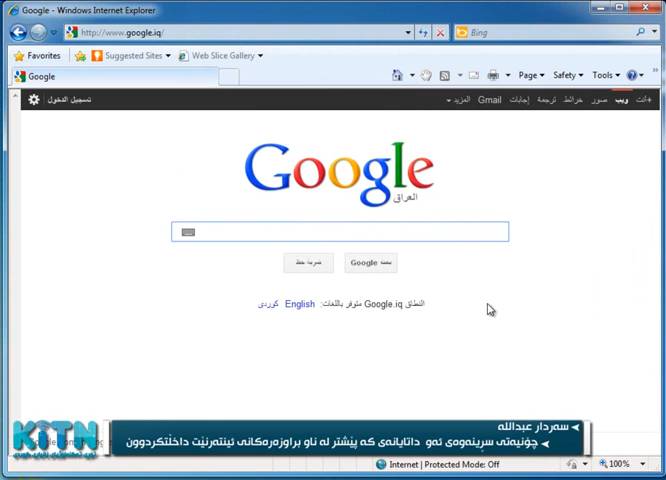 Google - Windows Internet Explorer
http://www.google.iq/
Bing
Favorites
Suggested Sites
Web Slice Gallery
Google
Page
Safety
Tools
+أنت ويب صور خرائط ترجمة إجابات Gmail المزيد
تسجيل الدخول
Google
العراق
بحث Google
ضربة حظ
النطاق Google.iq متوفر باللغات: English كوردی
سەردار عبدالله
چۆنیەتی سڕینەوەی ئەو داتایانەی کە پێشتر لە ناو براوزەرەکانی ئینتەرنێت داخڵتکردوون
KITN
Internet | Protected Mode: Off
100%